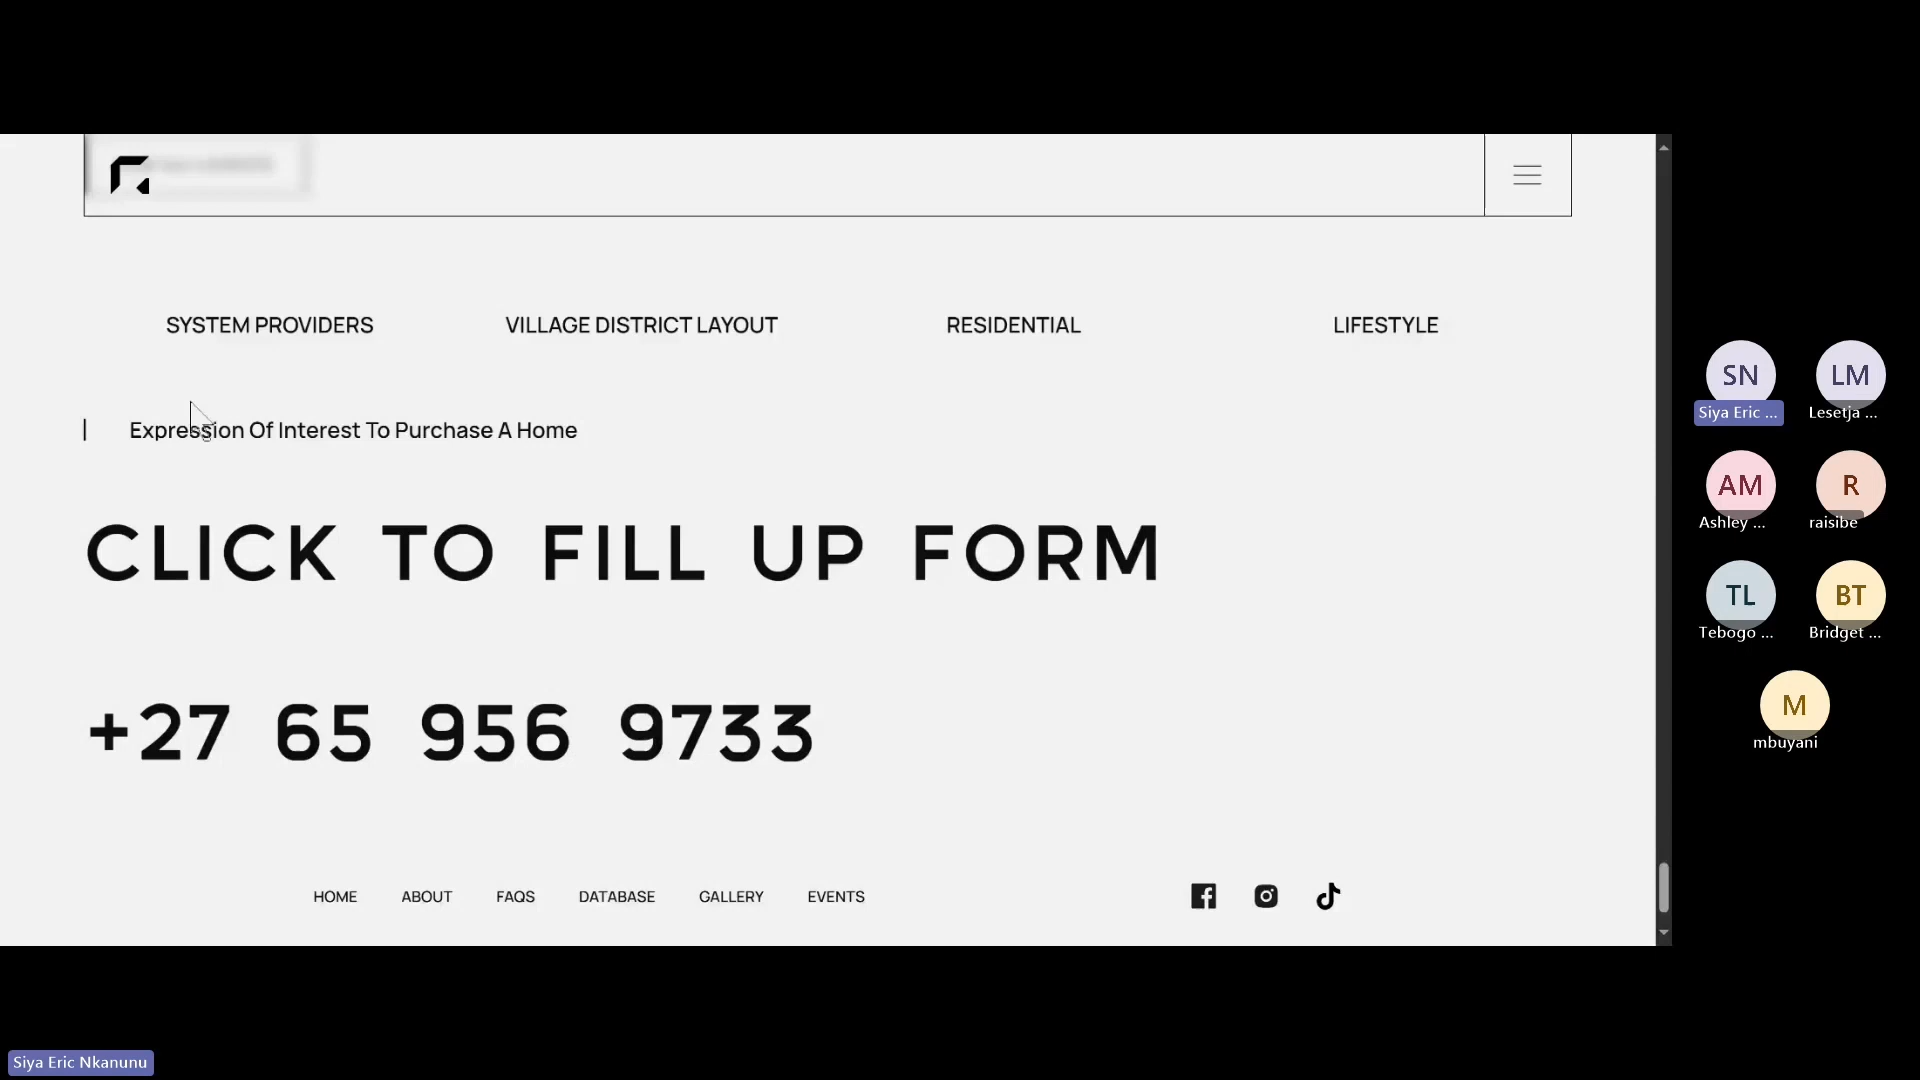 SYSTEM PROVIDERS VILLAGE DISTRICT LAYOUT RESIDENTIAL LIFESTYLE
Expression Of Interest To Purchase A Home
CLICK TO FILL UP FORM
+27 65 956 9733
HOME ABOUT FAQS DATABASE GALLERY EVENTS
SN LM
Siya Eric ... Lesetja ...
AM R
Ashley ... raisibe
TL BT
Tebogo ... Bridget ...
M
mbuyani
Siya Eric Nkanunu